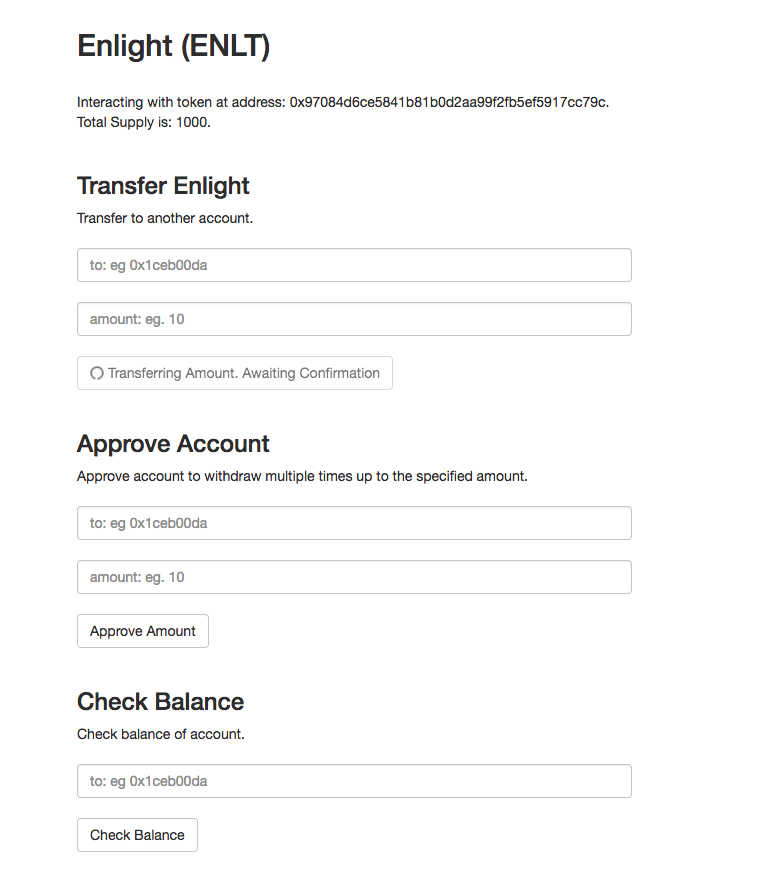 Enlight (ENLT)
Interacting with token at address: 0x97084d6ce5841b81b0d2aa99f2fb5ef5917cc79c.
Total Supply is: 1000.
Transfer Enlight
Transfer to another account.
to: eg 0x1ceb00da
amount: eg. 10
Transferring Amount. Awaiting Confirmation
Approve Account
Approve account to withdraw multiple times up to the specified amount.
to: eg 0x1ceb00da
amount: eg. 10
Approve Amount
Check Balance
Check balance of account.
to: eg 0x1ceb00da
Check Balance